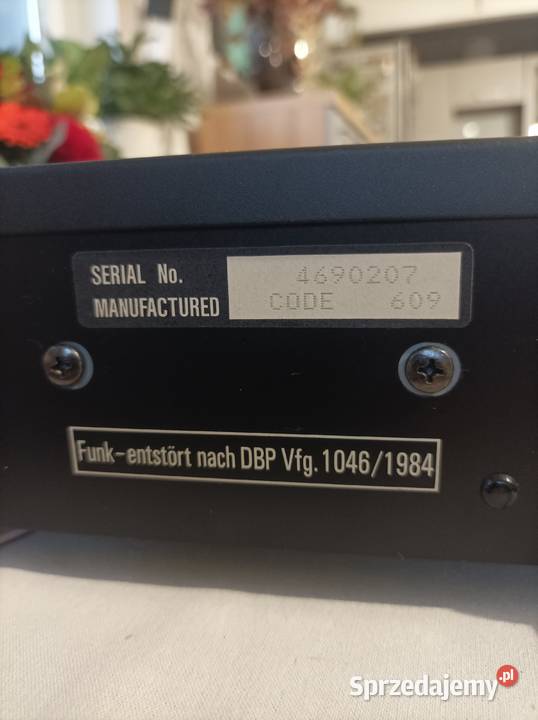 SERIAL No. 4690207
MANUFACTURED CODE 609
Funk-entstört nach DBP Vfg. 1046/1984
Sprzedajemy.pl